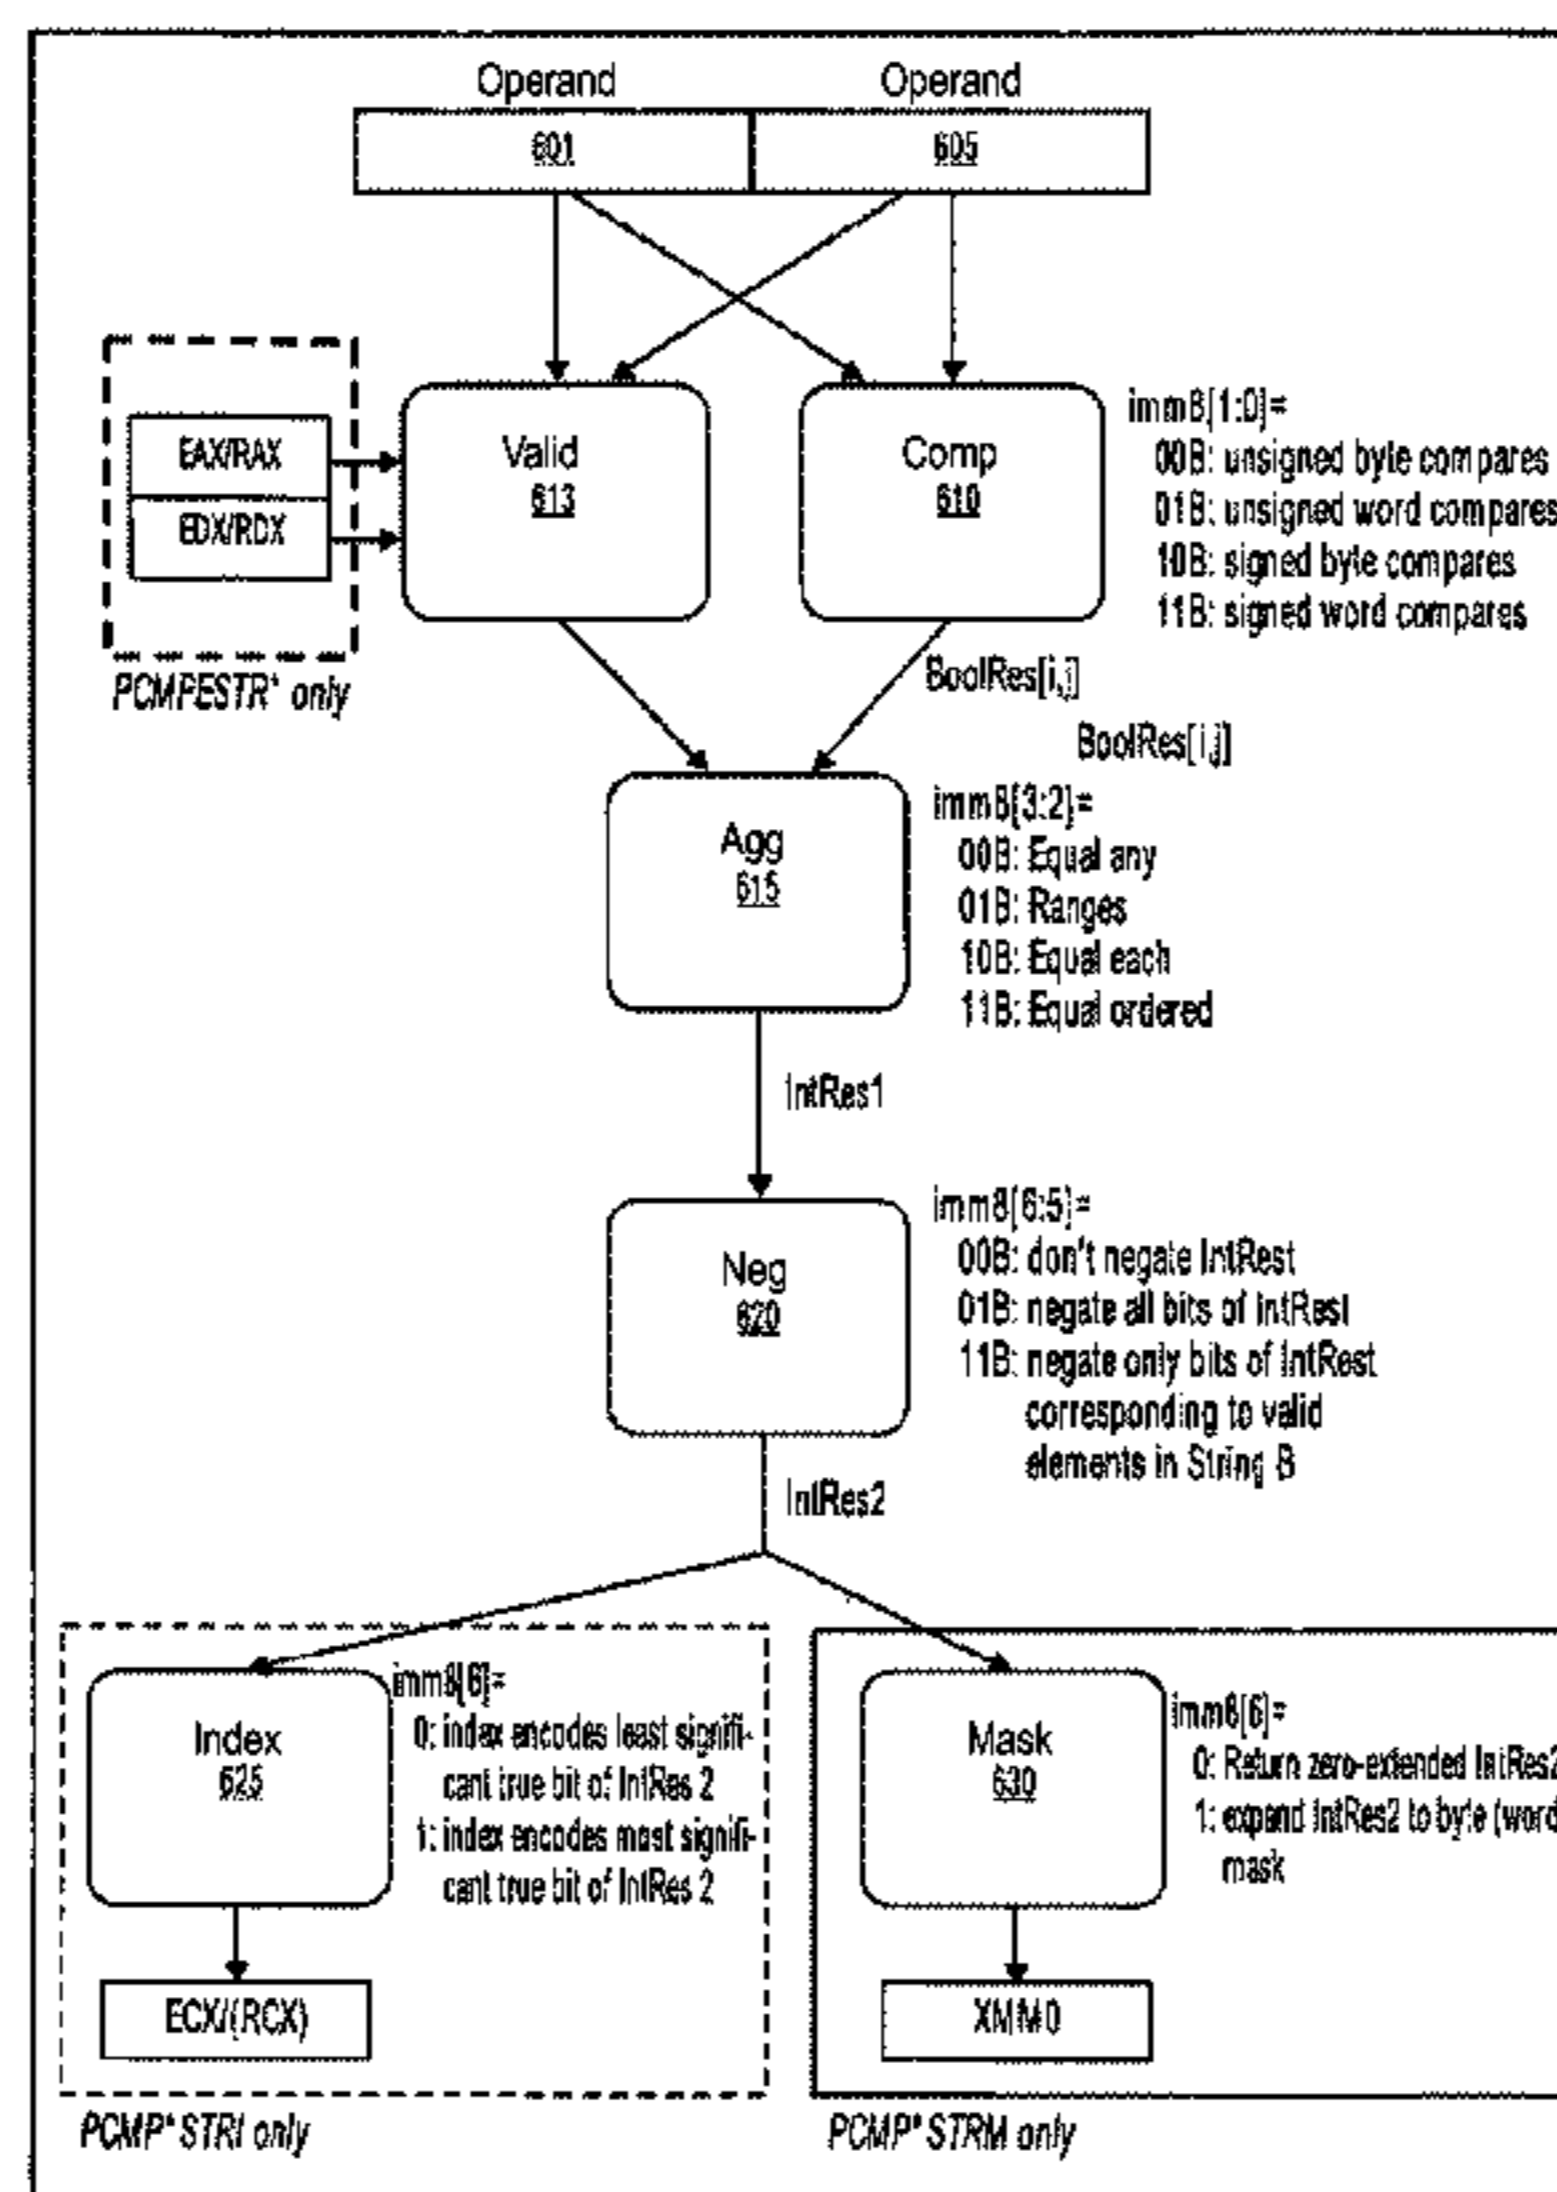 Operand
Operand
601
605
EAX/RAX
EDX/RDX
PCMPESTR* only
Valid
613
Comp
610
imm8[1:0]=
00B: unsigned byte compares
01B: unsigned word compares
10B: signed byte compares
11B: signed word compares
BoolRes[i,j]
BoolRes[i,j]
Agg
615
imm8[3:2]=
00B: Equal any
01B: Ranges
10B: Equal each
11B: Equal ordered
IntRes1
Neg
620
imm8[6:5]=
00B: don't negate IntRest
01B: negate all bits of IntRest
11B: negate only bits of IntRest
corresponding to valid
elements in String B
IntRes2
Index
625
imm8[6]=
0: index encodes least signifi-
cant true bit of IntRes 2
1: index encodes most signifi-
cant true bit of IntRes 2
ECX/(RCX)
PCMP*STRI only
Mask
630
imm8[6]=
0: Return zero-extended IntRes2
1: expand IntRes2 to byte (word
mask
XMM0
PCMP*STRM only